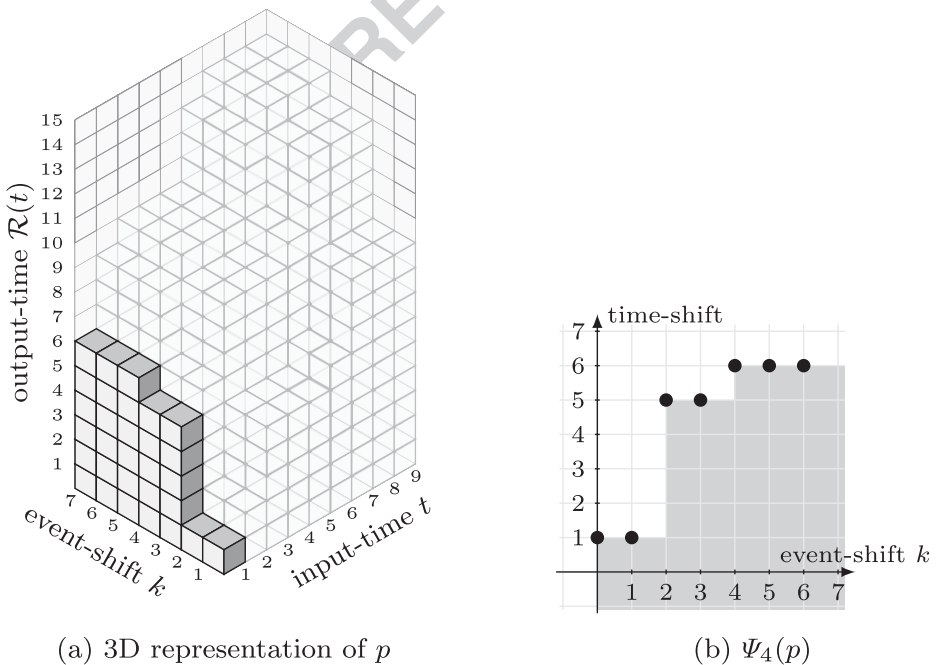 RE
15
14
13
12
11
10
9
8
7
6
5
4
3
2
1
output-time R(t)
7 6 5 4 3 2 1
event-shift k
1 2 3 4 5 6 7 8 9
input-time t
(a) 3D representation of p
time-shift
7
6
5
4
3
2
1
event-shift k
1 2 3 4 5 6 7
(b) Ψ₄(p)